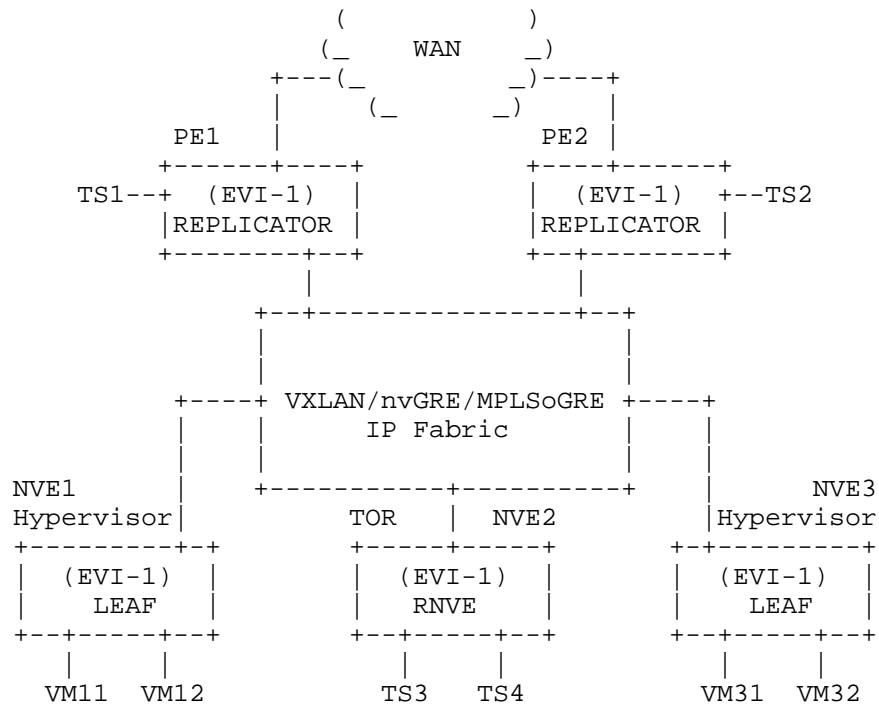 WAN
PE1 PE2
TS1 (EVI-1) (EVI-1) TS2
REPLICATOR REPLICATOR
VXLAN/nvGRE/MPLSoGRE
IP Fabric
NVE1 NVE3
Hypervisor TOR NVE2 Hypervisor
(EVI-1) (EVI-1) (EVI-1)
LEAF RNVE LEAF
VM11 VM12 TS3 TS4 VM31 VM32